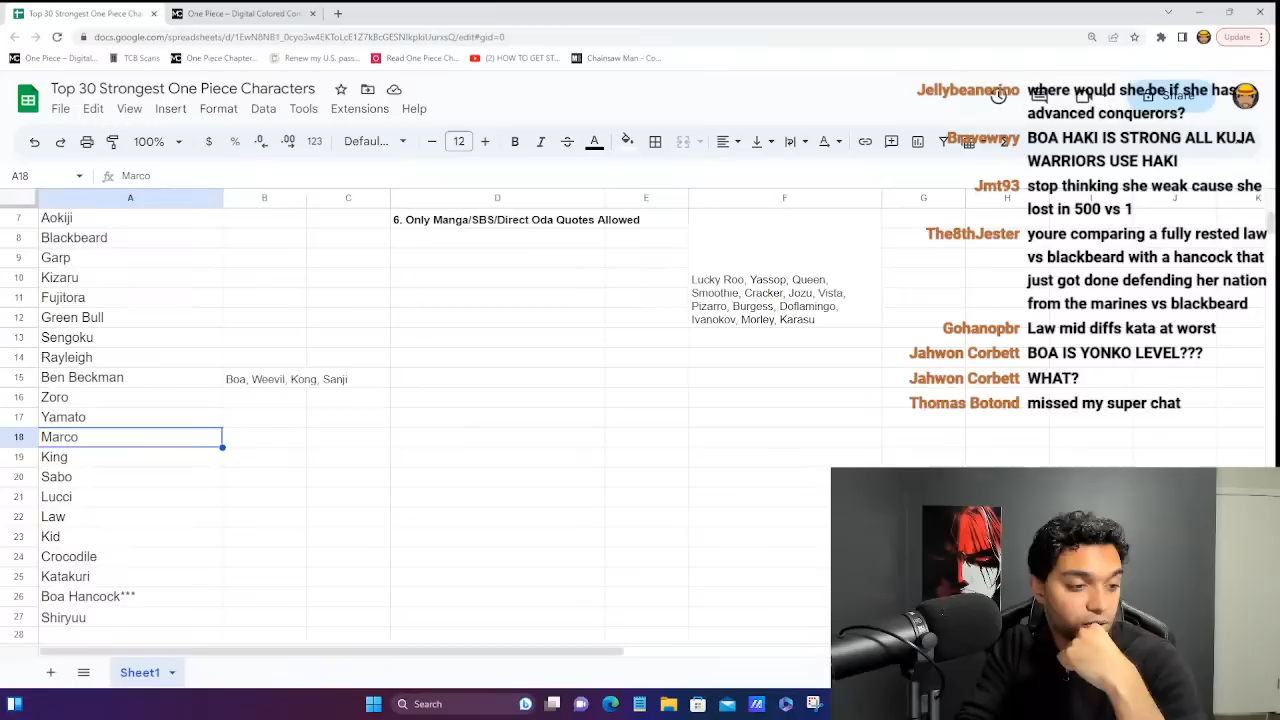 Top 30 Strongest One Piece Cha
One Piece – Digital Colored Con
docs.google.com/spreadsheets/d/1EwN8NB1_0cyo3w4EKToLcE1Z7kBcGESNlkploUurxsQ/edit#gid=0
Update
One Piece – Digital...
TCB Scans
One Piece Chapter...
Renew my U.S. pass...
Read One Piece Ch...
(2) HOW TO GET ST...
Chainsaw Man - Co...
Top 30 Strongest One Piece Characters
File Edit View Insert Format Data Tools Extensions Help
Share
100%
$ % .0 .00 123
Defaul...
12
B I A
A18
Marco
A B C D E F G H I J K
7 Aokiji
6. Only Manga/SBS/Direct Oda Quotes Allowed
8 Blackbeard
9 Garp
10 Kizaru
11 Fujitora
12 Green Bull
13 Sengoku
14 Rayleigh
15 Ben Beckman
Boa, Weevil, Kong, Sanji
16 Zoro
17 Yamato
18 Marco
19 King
20 Sabo
21 Lucci
22 Law
23 Kid
24 Crocodile
25 Katakuri
26 Boa Hancock***
27 Shiryuu
28
Lucky Roo, Yassop, Queen,
Smoothie, Cracker, Jozu, Vista,
Pizarro, Burgess, Doflamingo,
Ivanokov, Morley, Karasu
Jellybeanerino where would she be if she has
advanced conquerors?
Bravewryy BOA HAKI IS STRONG ALL KUJA
WARRIORS USE HAKI
Jmt93 stop thinking she weak cause she
lost in 500 vs 1
The8thJester youre comparing a fully rested law
vs blackbeard with a hancock that
just got done defending her nation
from the marines vs blackbeard
Gohanopbr Law mid diffs kata at worst
Jahwon Corbett BOA IS YONKO LEVEL???
Jahwon Corbett WHAT?
Thomas Botond missed my super chat
Sheet1
Search